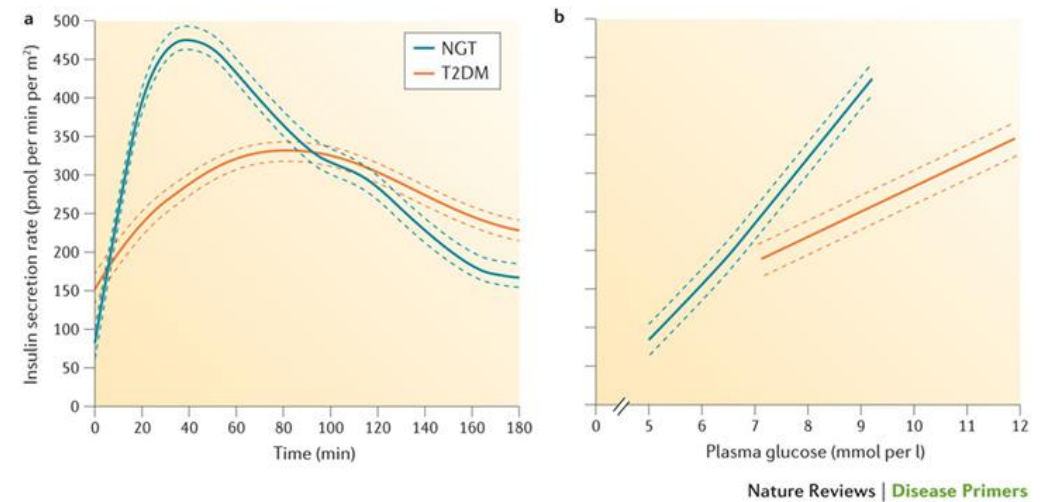 a
500
450
400
350
300
250
200
150
100
50
0
Insulin secretion rate (pmol per min per m²)
NGT
T2DM
0 20 40 60 80 100 120 140 160 180
Time (min)
b
0 5 6 7 8 9 10 11 12
Plasma glucose (mmol per l)
Nature Reviews | Disease Primers